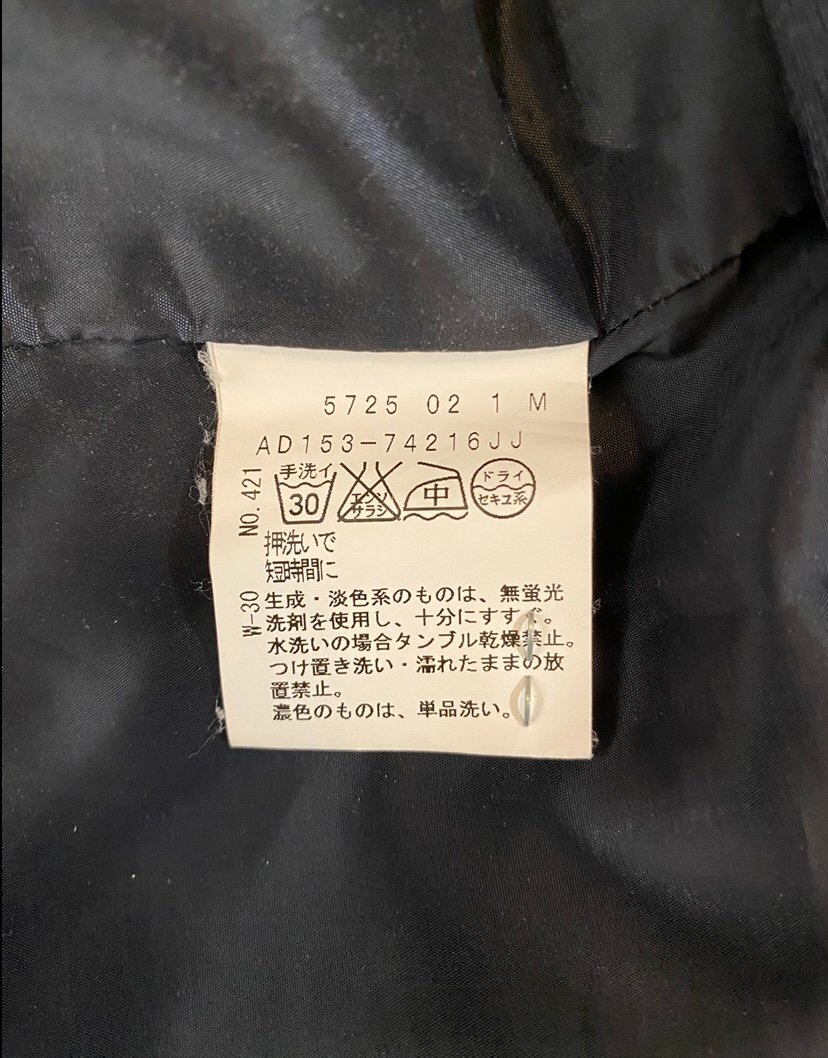 5725 02 1 M
AD153-74216JJ
NO.421
W-30
手洗イ
30
エンソ
サラシ
中
ドライ
セキユ系
押洗いで
短時間に
生成・淡色系のものは、無蛍光
洗剤を使用し、十分にすすぐ。
水洗いの場合タンブル乾燥禁止。
つけ置き洗い・濡れたままの放
置禁止。
濃色のものは、単品洗い。